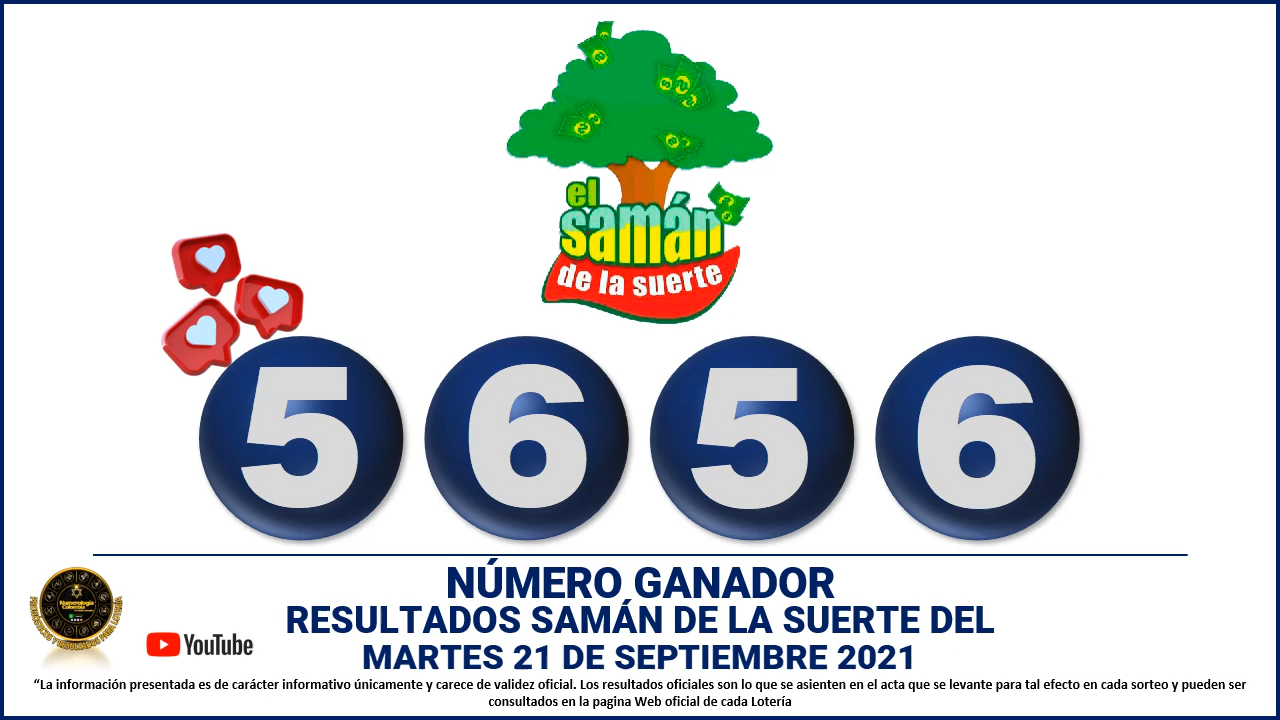 el
samán
de la suerte
5 6 5 6
NÚMERO GANADOR
RESULTADOS SAMÁN DE LA SUERTE DEL
MARTES 21 DE SEPTIEMBRE 2021
Numerología
Colombia
YouTube
“La información presentada es de carácter informativo únicamente y carece de validez oficial. Los resultados oficiales son lo que se asienten en el acta que se levante para tal efecto en cada sorteo y pueden ser
consultados en la pagina Web oficial de cada Lotería